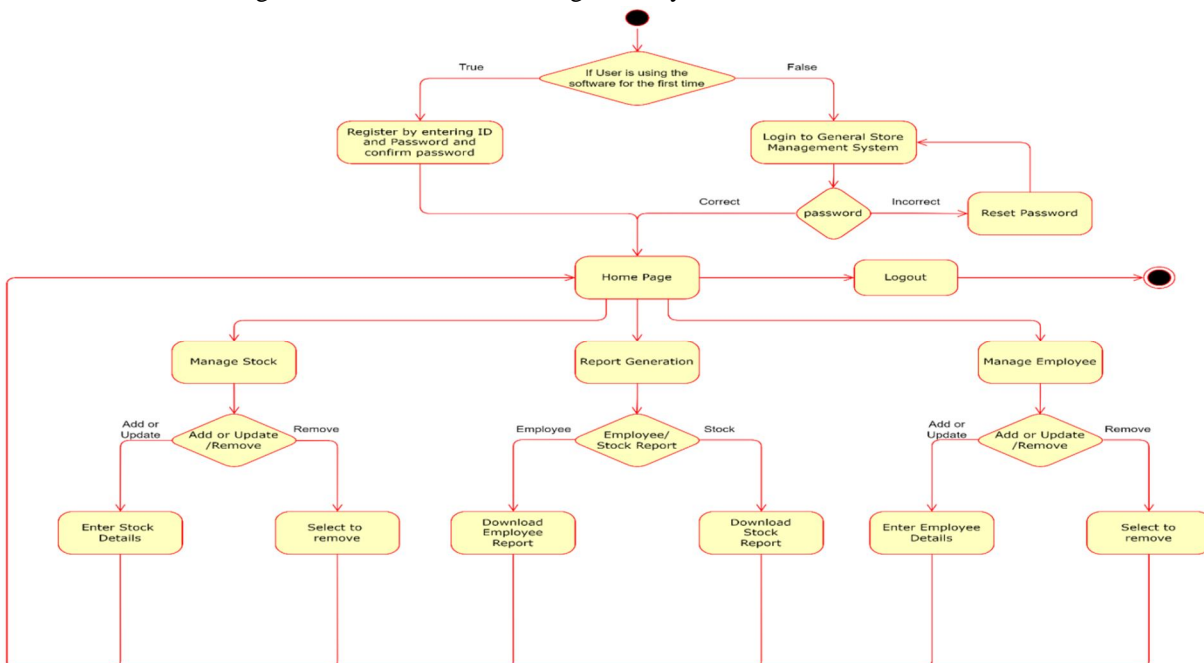 True
If User is using the
software for the first time
False
Register by entering ID
and Password and
confirm password
Login to General Store
Management System
Correct
password
Incorrect
Reset Password
Home Page
Logout
Manage Stock
Report Generation
Manage Employee
Add or
Update
Add or Update
/Remove
Remove
Employee
Employee/
Stock Report
Stock
Add or
Update
Add or Update
/Remove
Remove
Enter Stock
Details
Select to
remove
Download
Employee
Report
Download
Stock
Report
Enter Employee
Details
Select to
remove